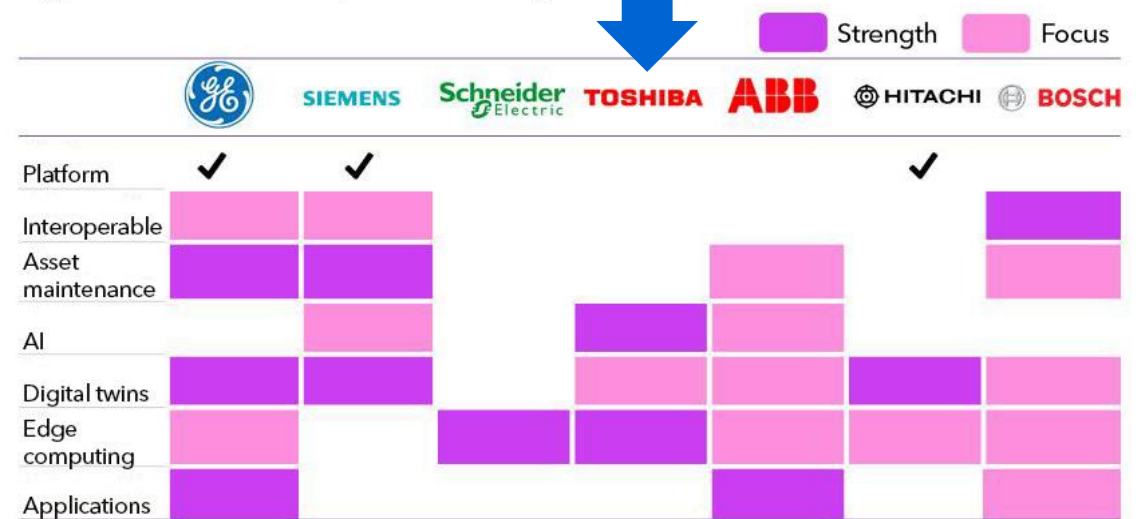 Strength Focus
GE SIEMENS Schneider Electric TOSHIBA ABB HITACHI BOSCH
Platform
Interoperable
Asset
maintenance
AI
Digital twins
Edge
computing
Applications